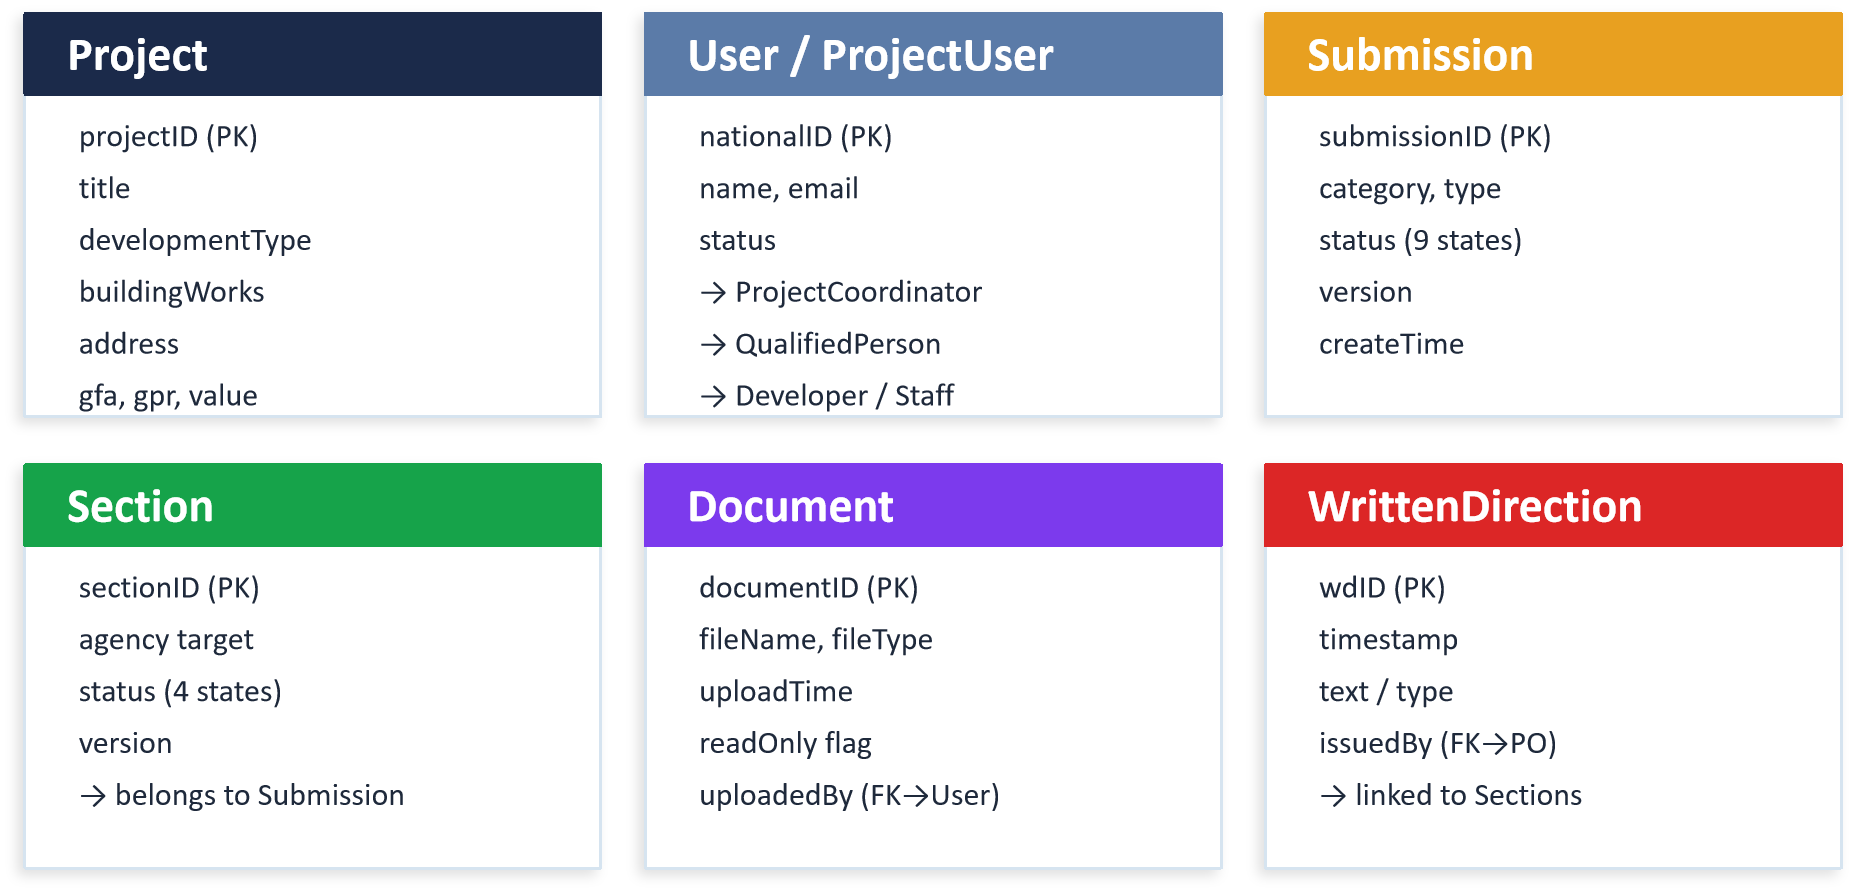 Project
projectID (PK)
title
developmentType
buildingWorks
address
gfa, gpr, value
User / ProjectUser
nationalID (PK)
name, email
status
→ ProjectCoordinator
→ QualifiedPerson
→ Developer / Staff
Submission
submissionID (PK)
category, type
status (9 states)
version
createTime
Section
sectionID (PK)
agency target
status (4 states)
version
→ belongs to Submission
Document
documentID (PK)
fileName, fileType
uploadTime
readOnly flag
uploadedBy (FK→User)
WrittenDirection
wdID (PK)
timestamp
text / type
issuedBy (FK→PO)
→ linked to Sections